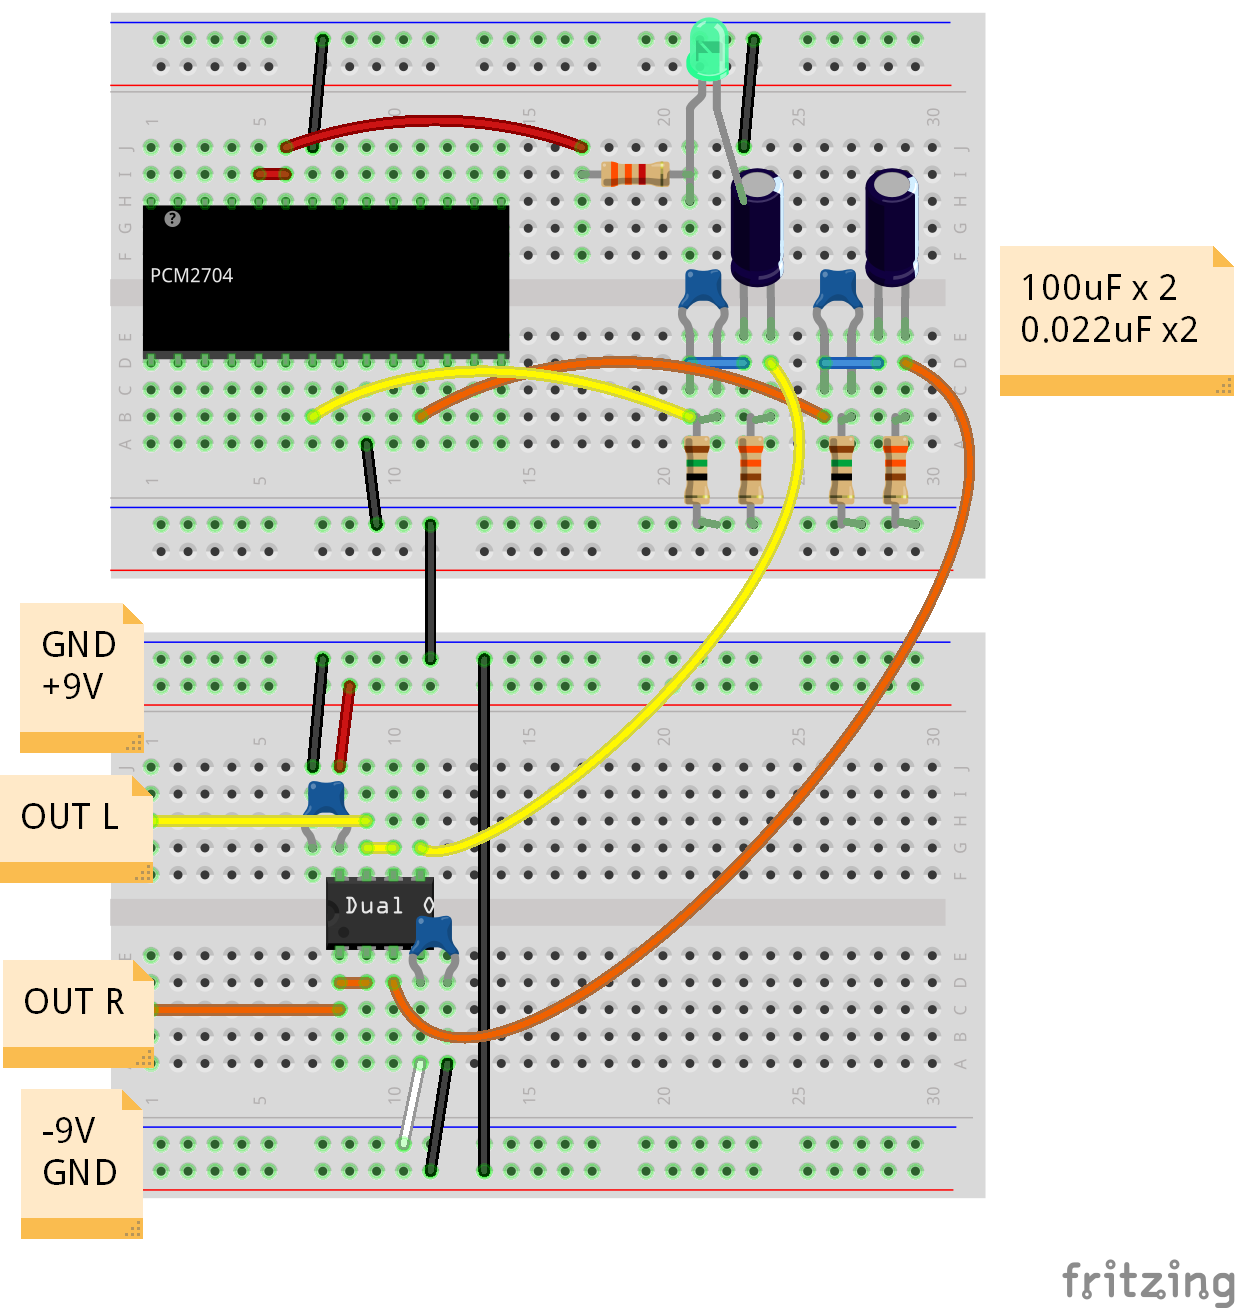 1 5 10 15 20 25 30
J J
I I
H H
G G
F F
?
PCM2704
100uF x 2
0.022uF x2
E E
D D
C C
B B
A A
1 5 10 15 20 25 30
GND
+9V
1 5 10 15 20 25 30
J J
I
OUT L
H
G
F
Dual O
E E
D
OUT R
C
B
A
1 5 10 15 20 25 30
-9V
GND
fritzing